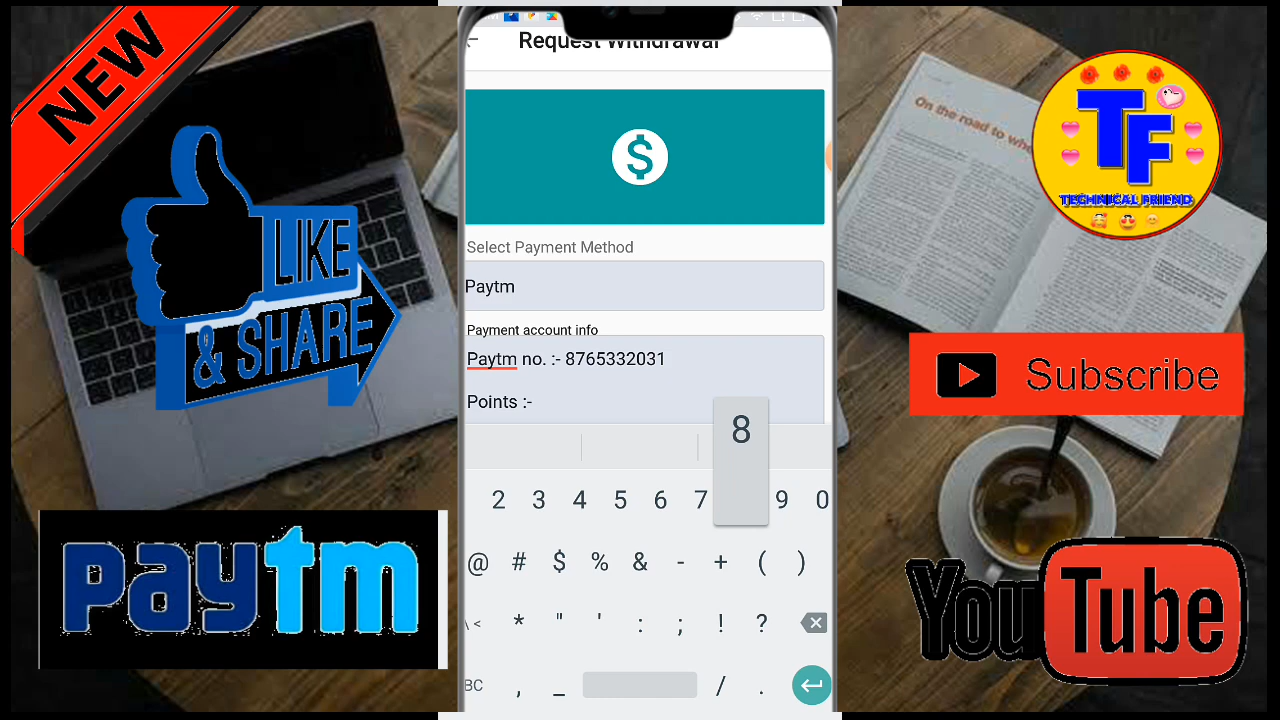 NEW
LIKE
& SHARE
paytm
Request Withdrawal
$
Select Payment Method
Paytm
Payment account info
Paytm no. :- 8765332031
Points :-
8
2 3 4 5 6 7 9 0
@ # $ % & - + ( )
\ < * " ' : ; ! ?
BC , _ / .
On the road to
TF
TECHNICAL FRIEND
Subscribe
YouTube